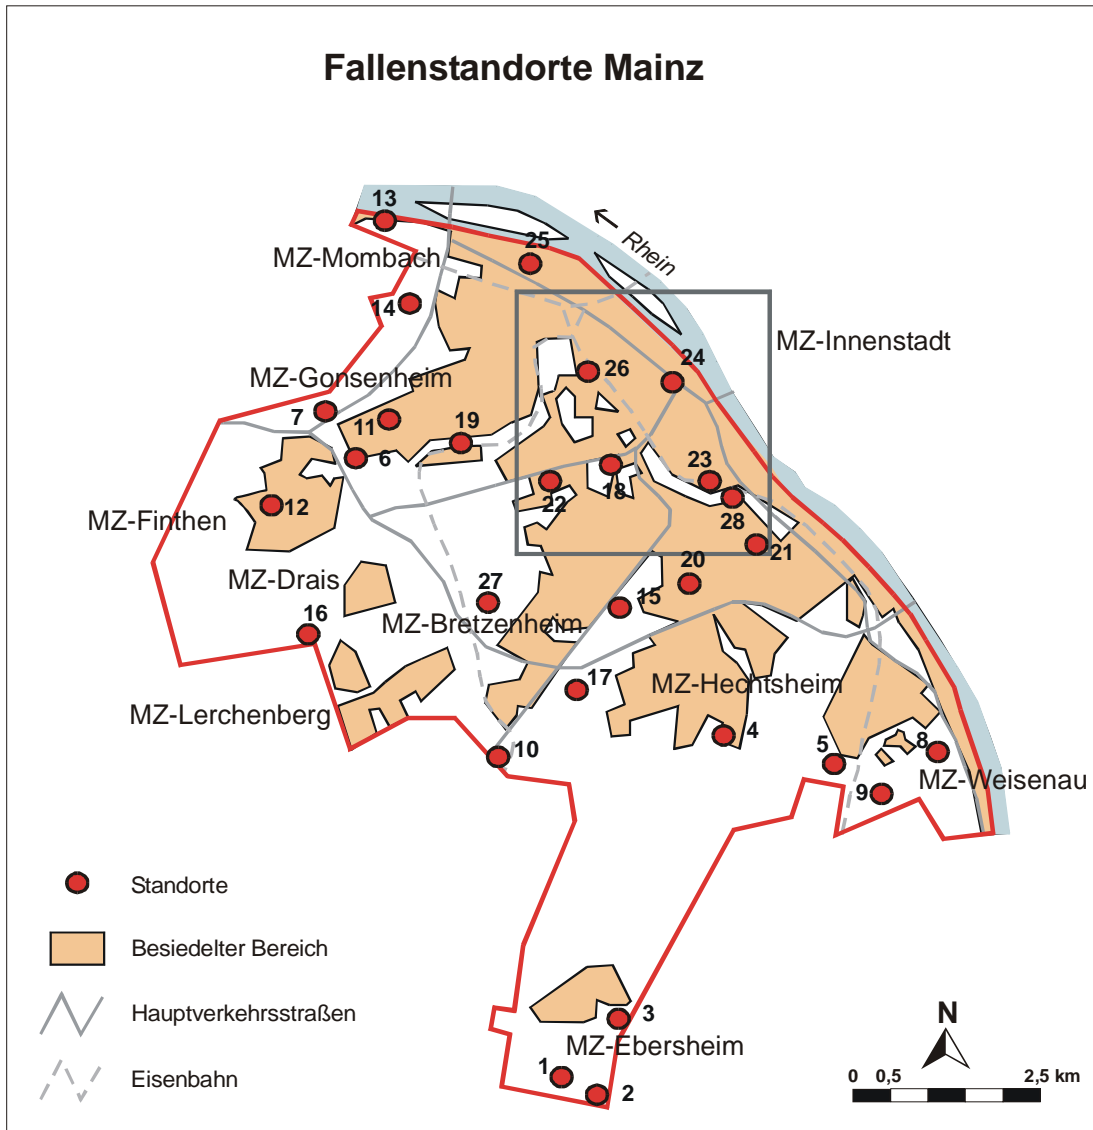 Fallenstandorte Mainz
13
25
Rhein
MZ-Mombach
14
MZ-Innenstadt
24
26
MZ-Gonsenheim
7
11
19
6
18
23
22
28
12
MZ-Finthen
21
20
MZ-Drais
27
15
16
MZ-Bretzenheim
17
MZ-Hechtsheim
MZ-Lerchenberg
4
10
5
8
MZ-Weisenau
9
Standorte
Besiedelter Bereich
Hauptverkehrsstraßen
Eisenbahn
3
MZ-Ebersheim
1
2
N
0 0,5 2,5 km